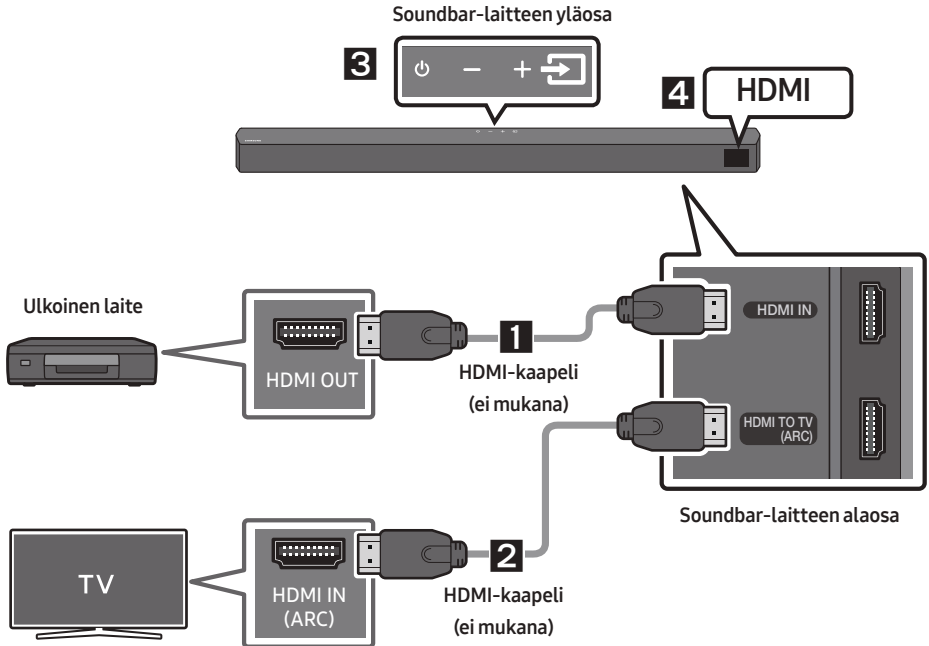 Soundbar-laitteen yläosa
3
4
HDMI
Ulkoinen laite
HDMI OUT
1
HDMI-kaapeli
(ei mukana)
HDMI IN
HDMI TO TV
(ARC)
Soundbar-laitteen alaosa
TV
HDMI IN
(ARC)
2
HDMI-kaapeli
(ei mukana)